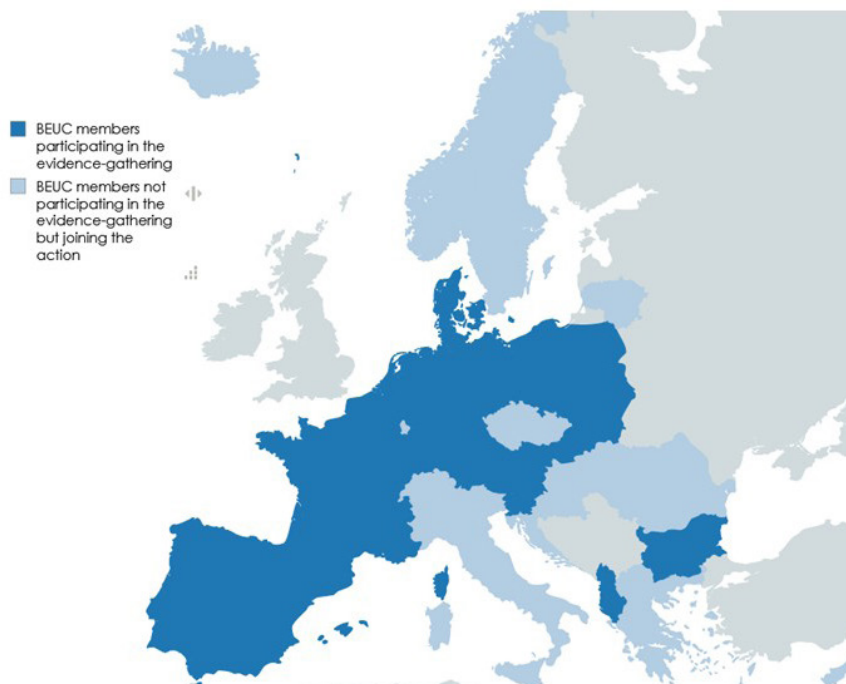 BEUC members
participating in the
evidence-gathering
BEUC members not
participating in the
evidence-gathering
but joining the
action